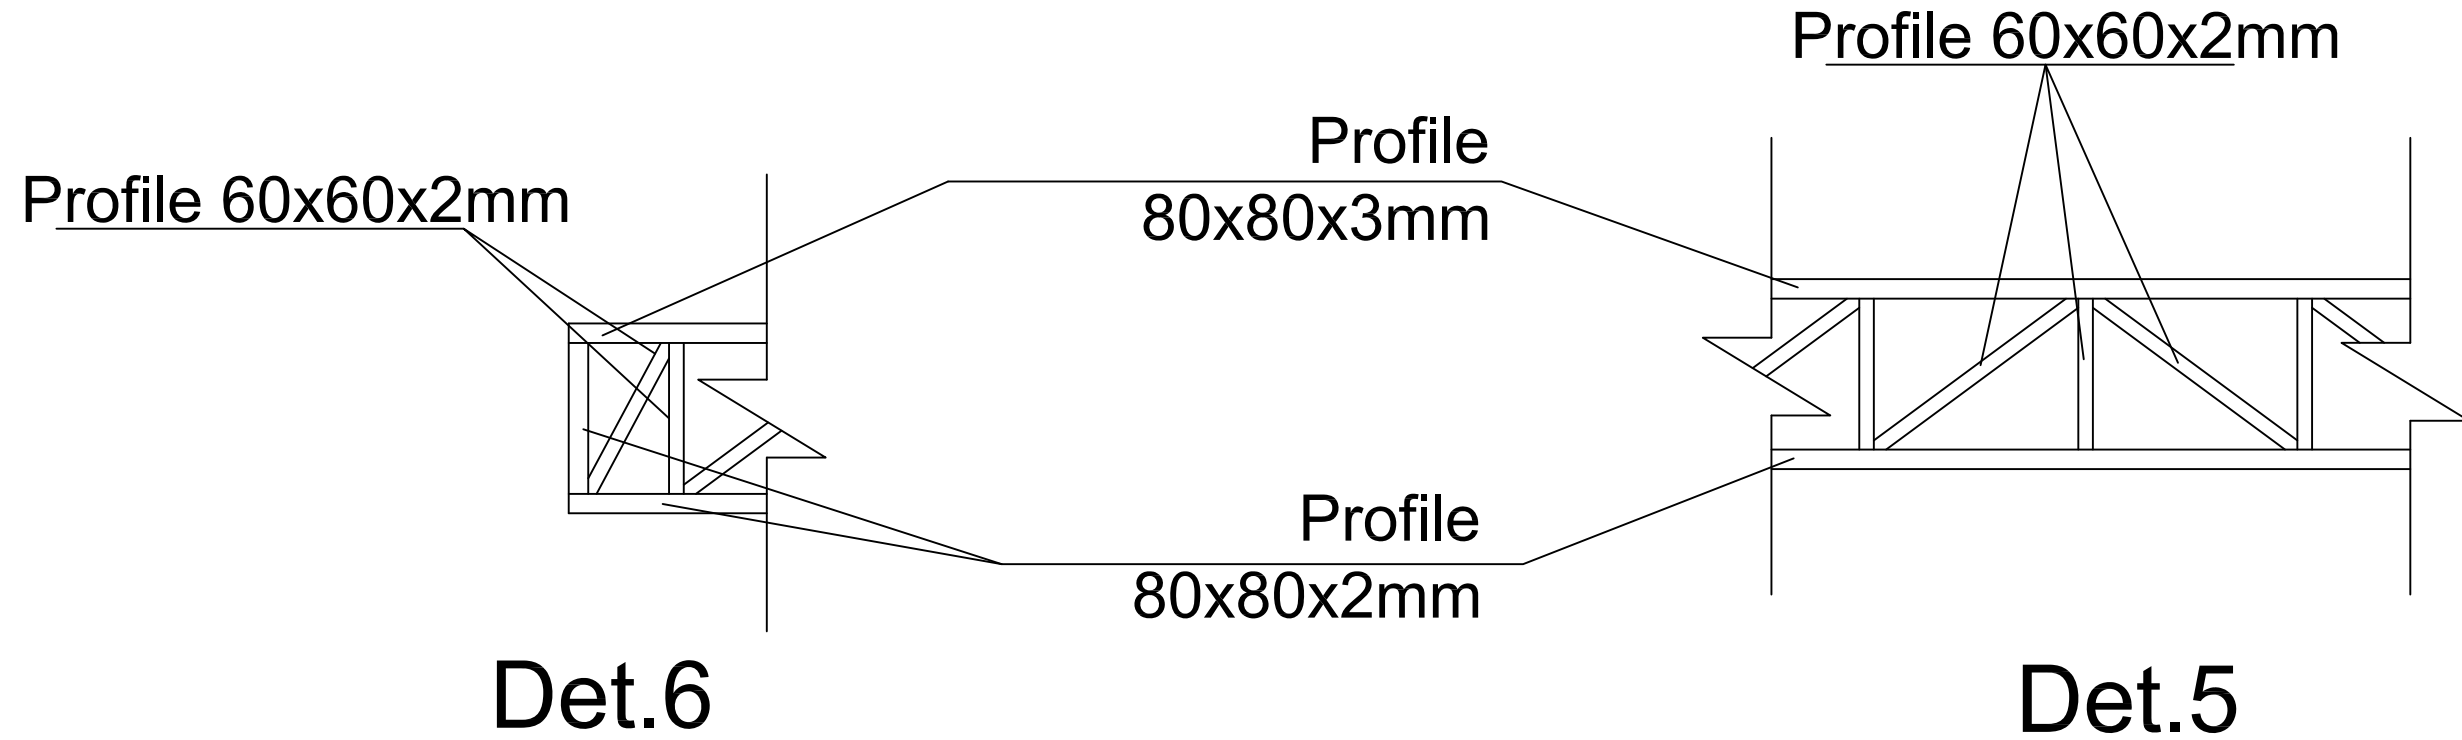 Profile 60x60x2mm
Profile
80x80x3mm
Profile 60x60x2mm
Profile
80x80x2mm
Det.6
Det.5